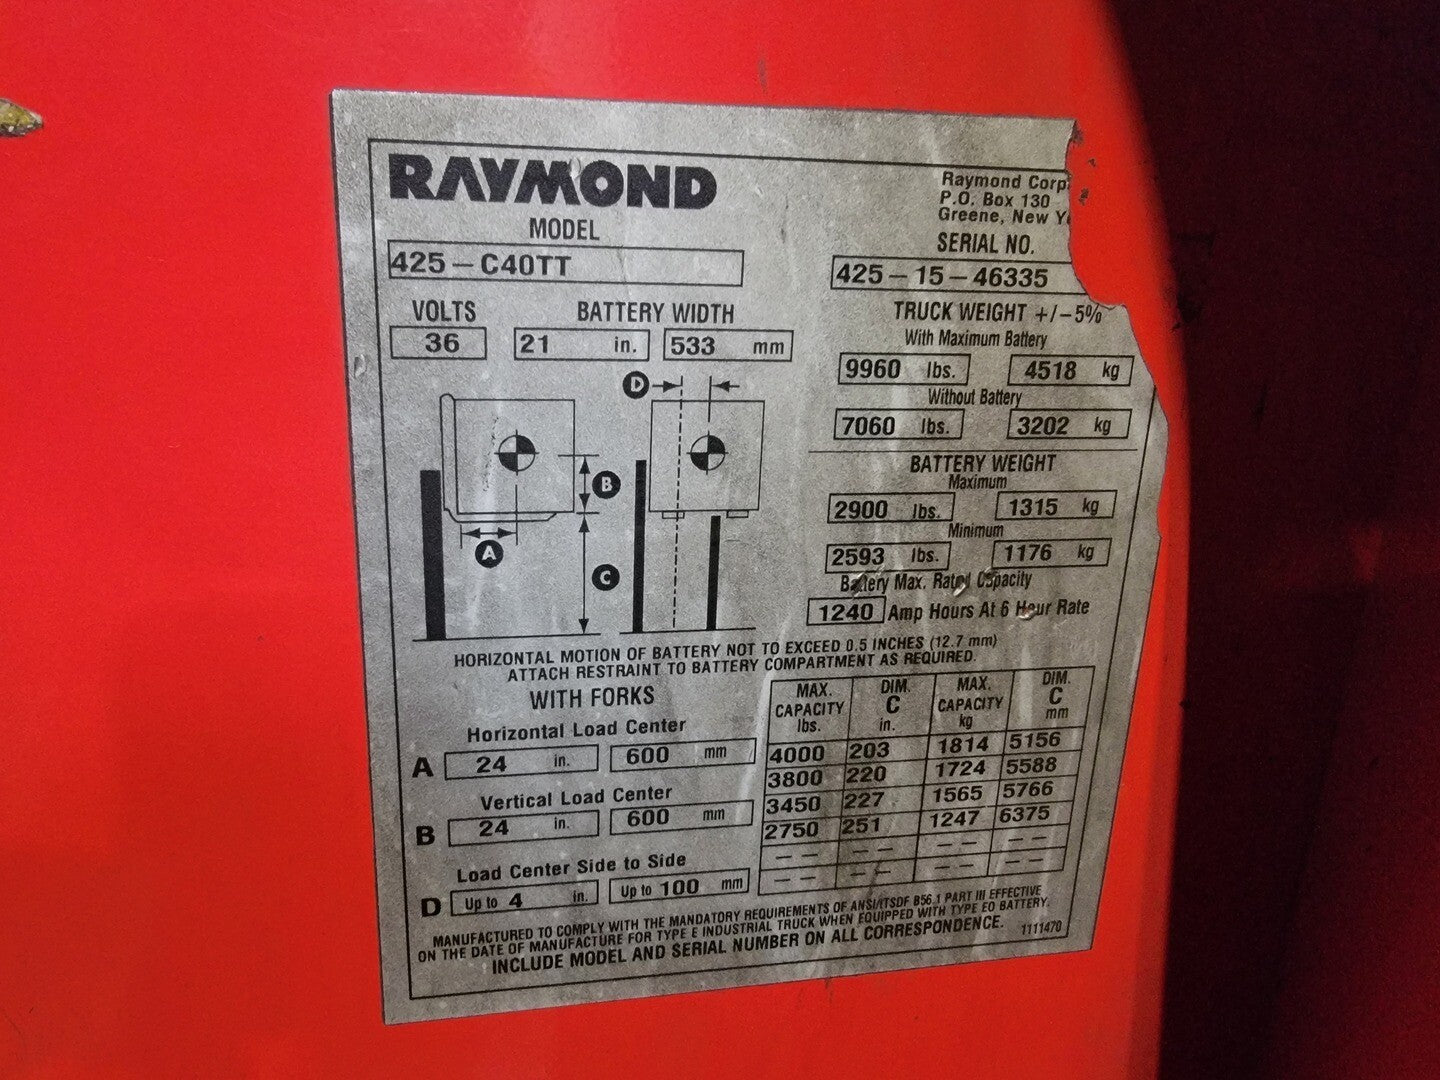 RAYMOND
Raymond Corp.
P.O. Box 130
Greene, New
MODEL
425-C40TT
SERIAL NO.
425-15-46335
VOLTS
36
BATTERY WIDTH
21 in. 533 mm
TRUCK WEIGHT +/-5%
With Maximum Battery
9960 lbs. 4518 kg
Without Battery
7060 lbs. 3202 kg
BATTERY WEIGHT
Maximum
2900 lbs. 1315 kg
Minimum
2593 lbs. 1176 kg
Battery Max. Rated Capacity
1240 Amp Hours At 6 Hour Rate
D
B
A
C
HORIZONTAL MOTION OF BATTERY NOT TO EXCEED 0.5 INCHES (12.7 mm)
ATTACH RESTRAINT TO BATTERY COMPARTMENT AS REQUIRED.
WITH FORKS
Horizontal Load Center
A 24 in. 600 mm
Vertical Load Center
B 24 in. 600 mm
Load Center Side to Side
D Up to 4 in. Up to 100 mm
MAX. CAPACITY lbs. DIM. C in. MAX. CAPACITY kg DIM. C mm
4000 203 1814 5156
3800 220 1724 5588
3450 227 1565 5766
2750 251 1247 6375
-- -- -- --
-- -- -- --
MANUFACTURED TO COMPLY WITH THE MANDATORY REQUIREMENTS OF ANSI/ITSDF B56.1 PART III EFFECTIVE
ON THE DATE OF MANUFACTURE FOR TYPE E INDUSTRIAL TRUCK WHEN EQUIPPED WITH TYPE EO BATTERY.
INCLUDE MODEL AND SERIAL NUMBER ON ALL CORRESPONDENCE. 1111470